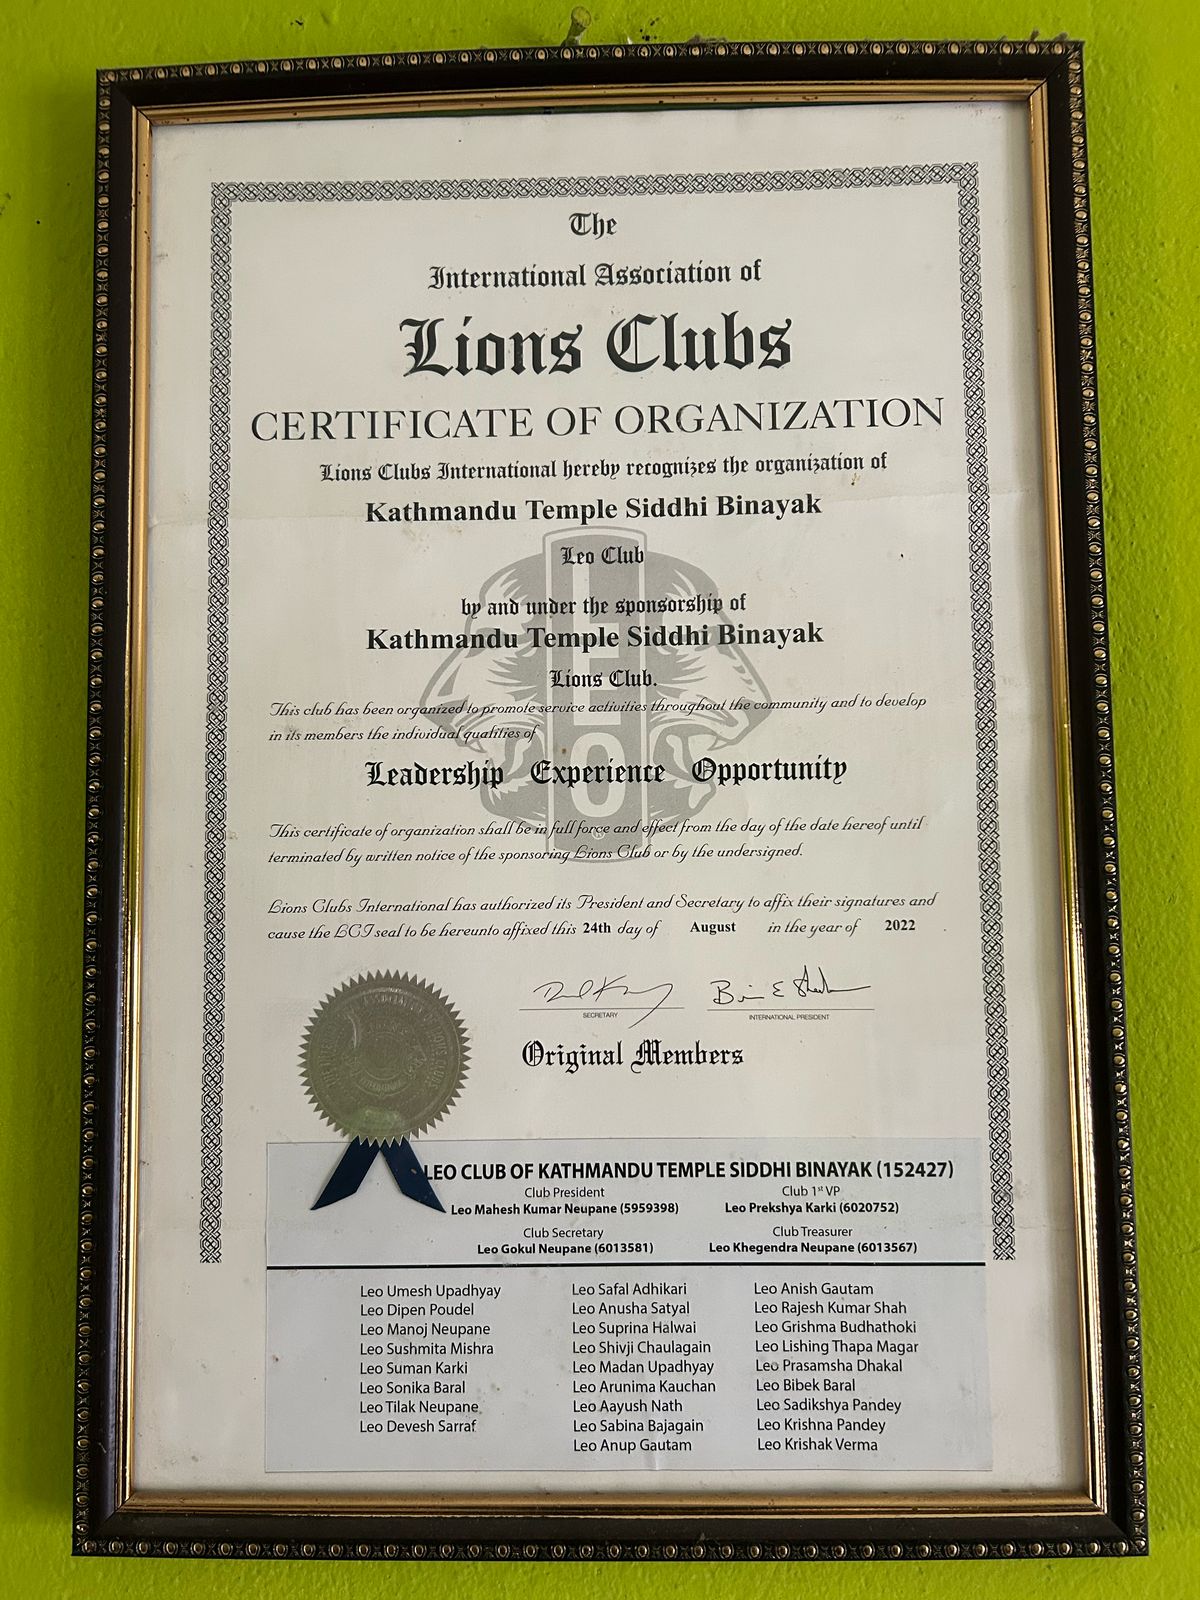 The
International Association of
Lions Clubs
CERTIFICATE OF ORGANIZATION
Lions Clubs International hereby recognizes the organization of
Kathmandu Temple Siddhi Binayak
Leo Club
by and under the sponsorship of
Kathmandu Temple Siddhi Binayak
Lions Club.
This club has been organized to promote service activities throughout the community and to develop
in its members the individual qualities of
Leadership Experience Opportunity
This certificate of organization shall be in full force and effect from the day of the date hereof until
terminated by written notice of the sponsoring Lions Club or by the undersigned.
Lions Clubs International has authorized its President and Secretary to affix their signatures and
cause the LCI seal to be hereunto affixed this 24th day of August in the year of 2022
SECRETARY INTERNATIONAL PRESIDENT
Original Members
LEO CLUB OF KATHMANDU TEMPLE SIDDHI BINAYAK (152427)
Club President Club 1st VP
Leo Mahesh Kumar Neupane (5959398) Leo Prekshya Karki (6020752)
Club Secretary Club Treasurer
Leo Gokul Neupane (6013581) Leo Khegendra Neupane (6013567)
Leo Umesh Upadhyay Leo Safal Adhikari Leo Anish Gautam
Leo Dipen Poudel Leo Anusha Satyal Leo Rajesh Kumar Shah
Leo Manoj Neupane Leo Suprina Halwai Leo Grishma Budhathoki
Leo Sushmita Mishra Leo Shivji Chaulagain Leo Lishing Thapa Magar
Leo Suman Karki Leo Madan Upadhyay Leo Prasamsha Dhakal
Leo Sonika Baral Leo Arunima Kauchan Leo Bibek Baral
Leo Tilak Neupane Leo Aayush Nath Leo Sadikshya Pandey
Leo Devesh Sarraf Leo Sabina Bajagain Leo Krishna Pandey
Leo Anup Gautam Leo Krishak Verma
LEO